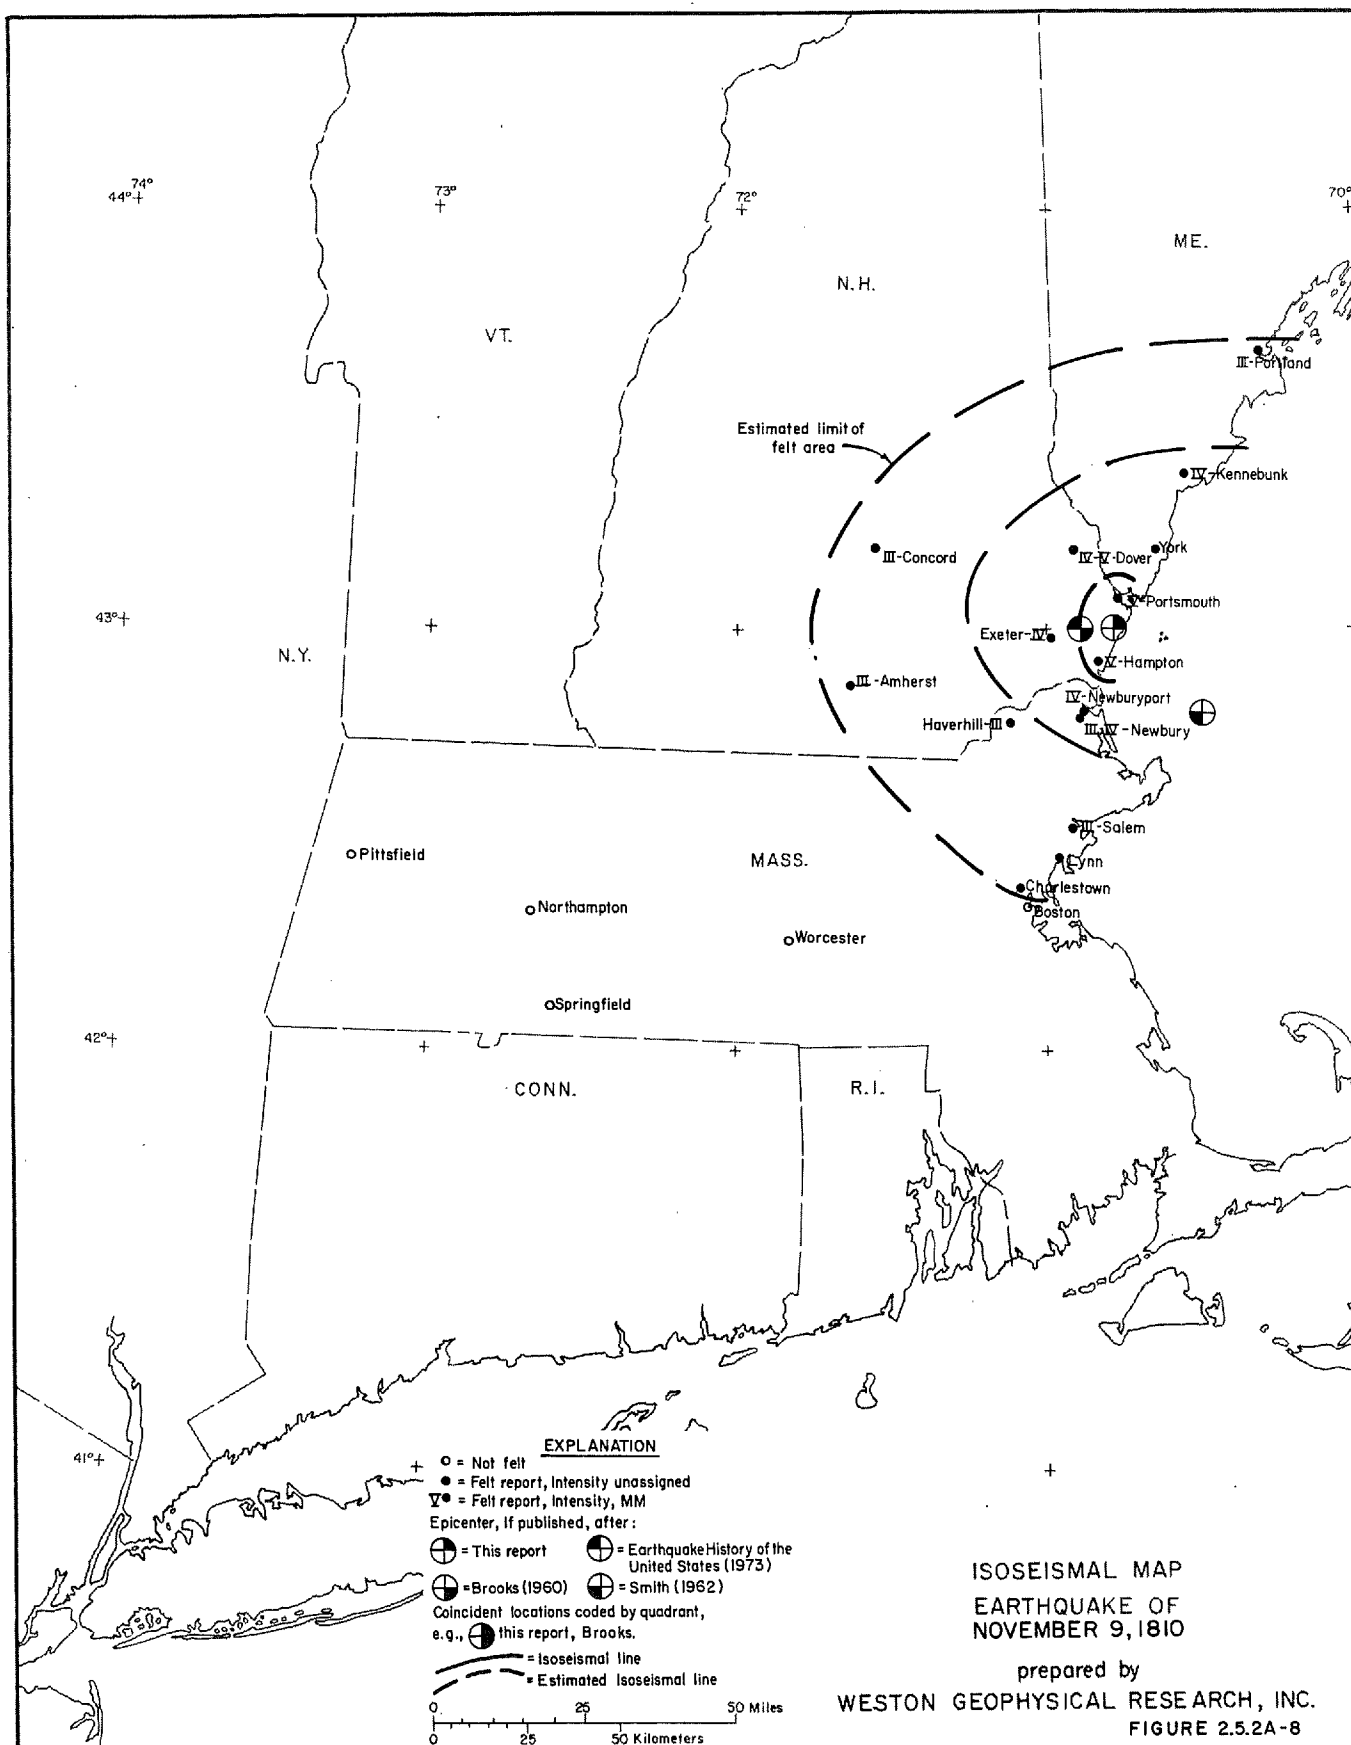 74°
44°
73°
72°
70°
ME.
N.H.
VT.
III-Portland
Estimated limit of
felt area
IV-Kennebunk
III-Concord
IV-V-Dover
York
V-Portsmouth
43°
Exeter-IV
N.Y.
V-Hampton
III-Amherst
IV-Newburyport
Haverhill-III
III-IV-Newbury
III-Salem
Pittsfield
MASS.
Lynn
Charlestown
Northampton
Boston
Worcester
Springfield
42°
CONN.
R.I.
41°
EXPLANATION
= Not felt
= Felt report, Intensity unassigned
V = Felt report, Intensity, MM
Epicenter, if published, after:
= This report
= Earthquake History of the
United States (1973)
= Brooks (1960)
= Smith (1962)
Coincident locations coded by quadrant,
e.g., this report, Brooks.
= Isoseismal line
= Estimated Isoseismal line
0 25 50 Miles
0 25 50 Kilometers
ISOSEISMAL MAP
EARTHQUAKE OF
NOVEMBER 9, 1810
prepared by
WESTON GEOPHYSICAL RESEARCH, INC.
FIGURE 2.5.2A-8